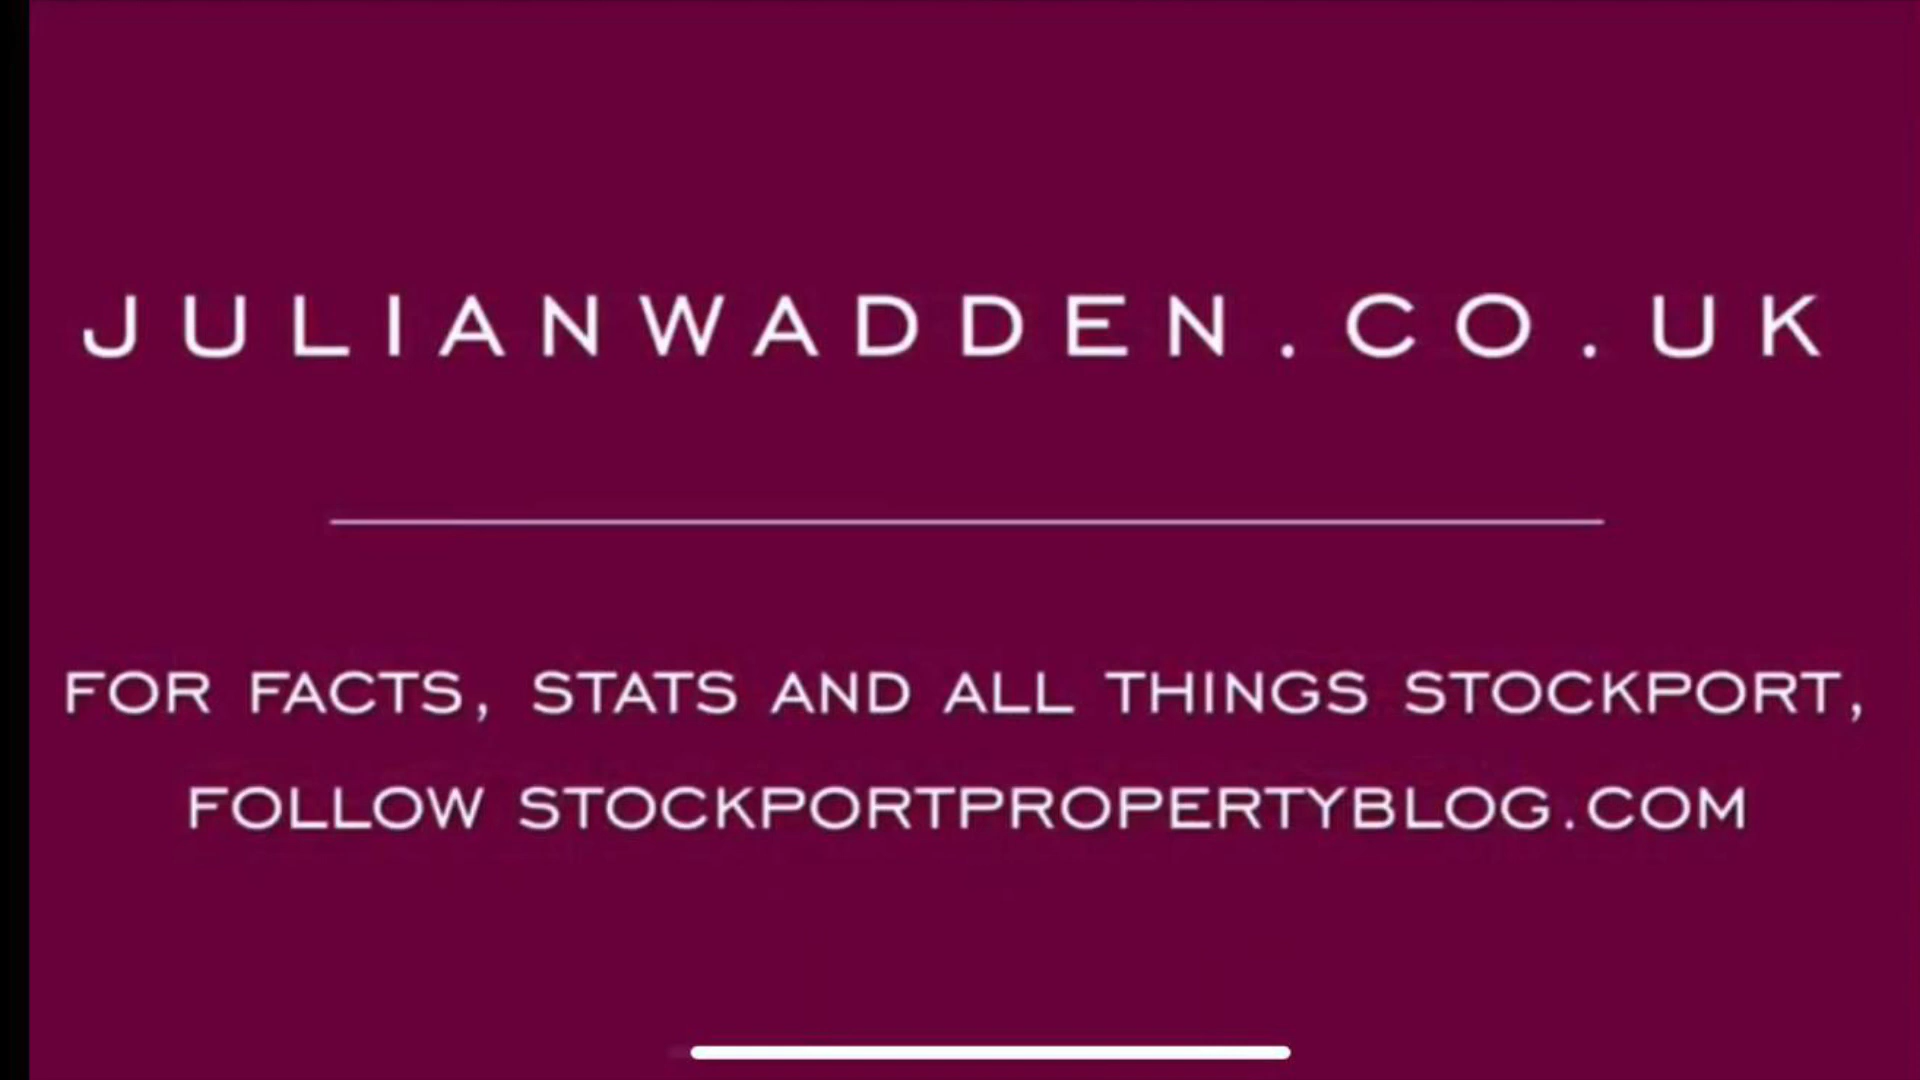 JULIANWADDEN.CO.UK
FOR FACTS, STATS AND ALL THINGS STOCKPORT,
FOLLOW STOCKPORTPROPERTYBLOG.COM